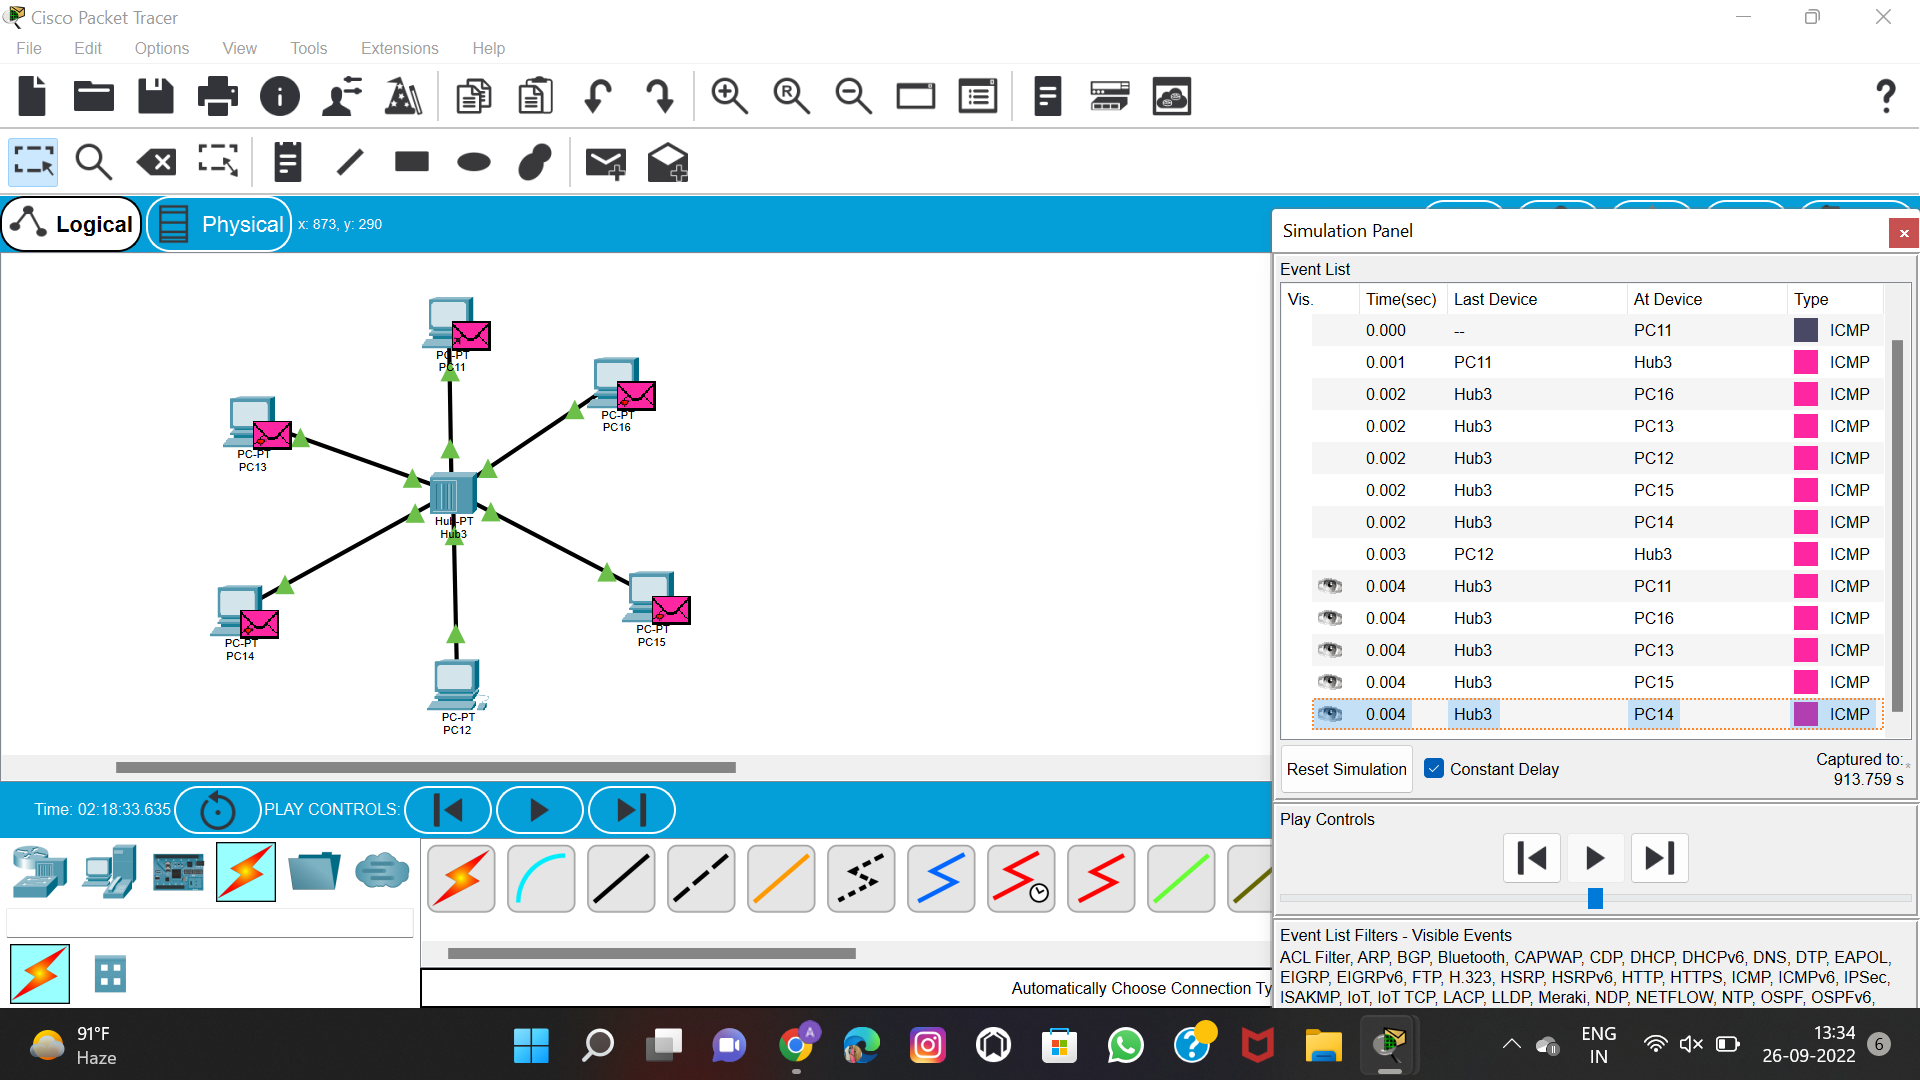 Cisco Packet Tracer
File Edit Options View Tools Extensions Help
Logical Physical x: 873, y: 290
PC-PT
PC11
PC-PT
PC16
PC-PT
PC13
Hub-PT
Hub3
PC-PT
PC14
PC-PT
PC15
PC-PT
PC12
Simulation Panel
Event List
Vis. Time(sec) Last Device At Device Type
0.000 -- PC11 ICMP
0.001 PC11 Hub3 ICMP
0.002 Hub3 PC16 ICMP
0.002 Hub3 PC13 ICMP
0.002 Hub3 PC12 ICMP
0.002 Hub3 PC15 ICMP
0.002 Hub3 PC14 ICMP
0.003 PC12 Hub3 ICMP
0.004 Hub3 PC11 ICMP
0.004 Hub3 PC16 ICMP
0.004 Hub3 PC13 ICMP
0.004 Hub3 PC15 ICMP
0.004 Hub3 PC14 ICMP
Reset Simulation Constant Delay Captured to:*
913.759 s
Play Controls
Event List Filters - Visible Events
ACL Filter, ARP, BGP, Bluetooth, CAPWAP, CDP, DHCP, DHCPv6, DNS, DTP, EAPOL,
EIGRP, EIGRPv6, FTP, H.323, HSRP, HSRPv6, HTTP, HTTPS, ICMP, ICMPv6, IPSec,
ISAKMP, IoT, IoT TCP, LACP, LLDP, Meraki, NDP, NETFLOW, NTP, OSPF, OSPFv6,
Time: 02:18:33.635 PLAY CONTROLS:
Automatically Choose Connection Ty
91°F
Haze
A
ENG
IN
13:34
26-09-2022
6